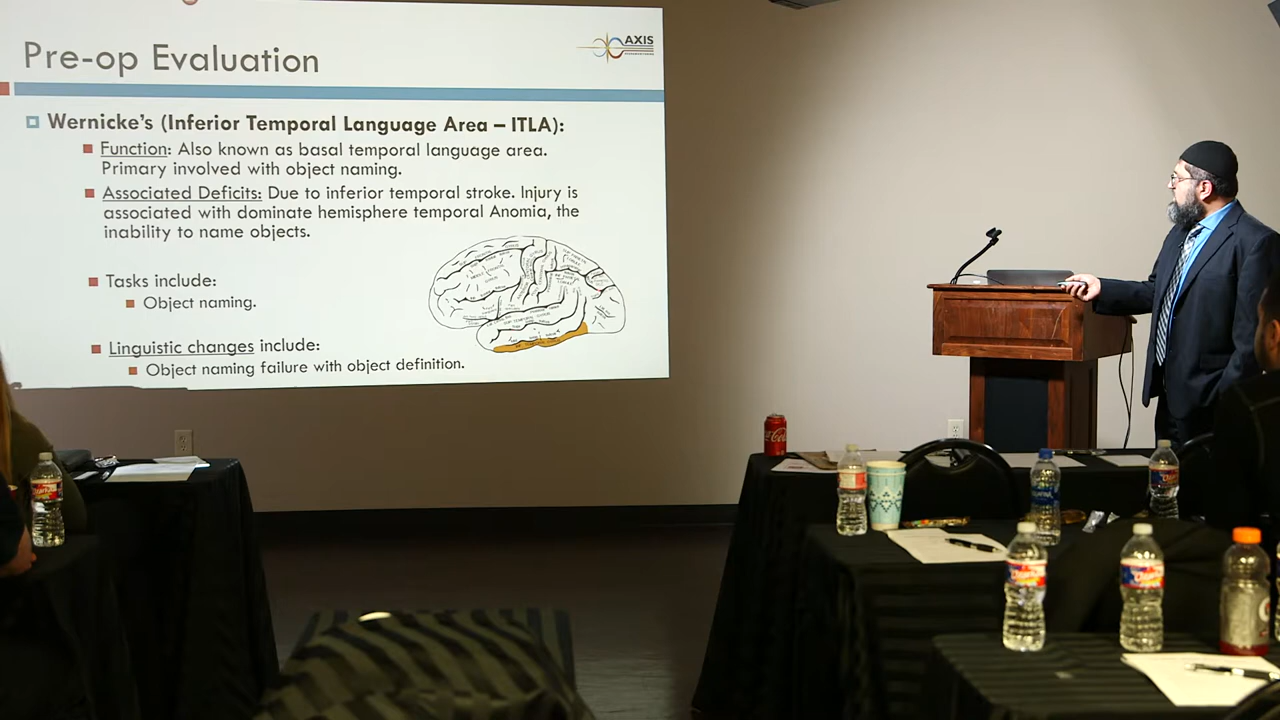 Pre-op Evaluation
AXIS
Wernicke's (Inferior Temporal Language Area – ITLA):
Function: Also known as basal temporal language area.
Primary involved with object naming.
Associated Deficits: Due to inferior temporal stroke. Injury is
associated with dominate hemisphere temporal Anomia, the
inability to name objects.
Tasks include:
Object naming.
Linguistic changes include:
Object naming failure with object definition.